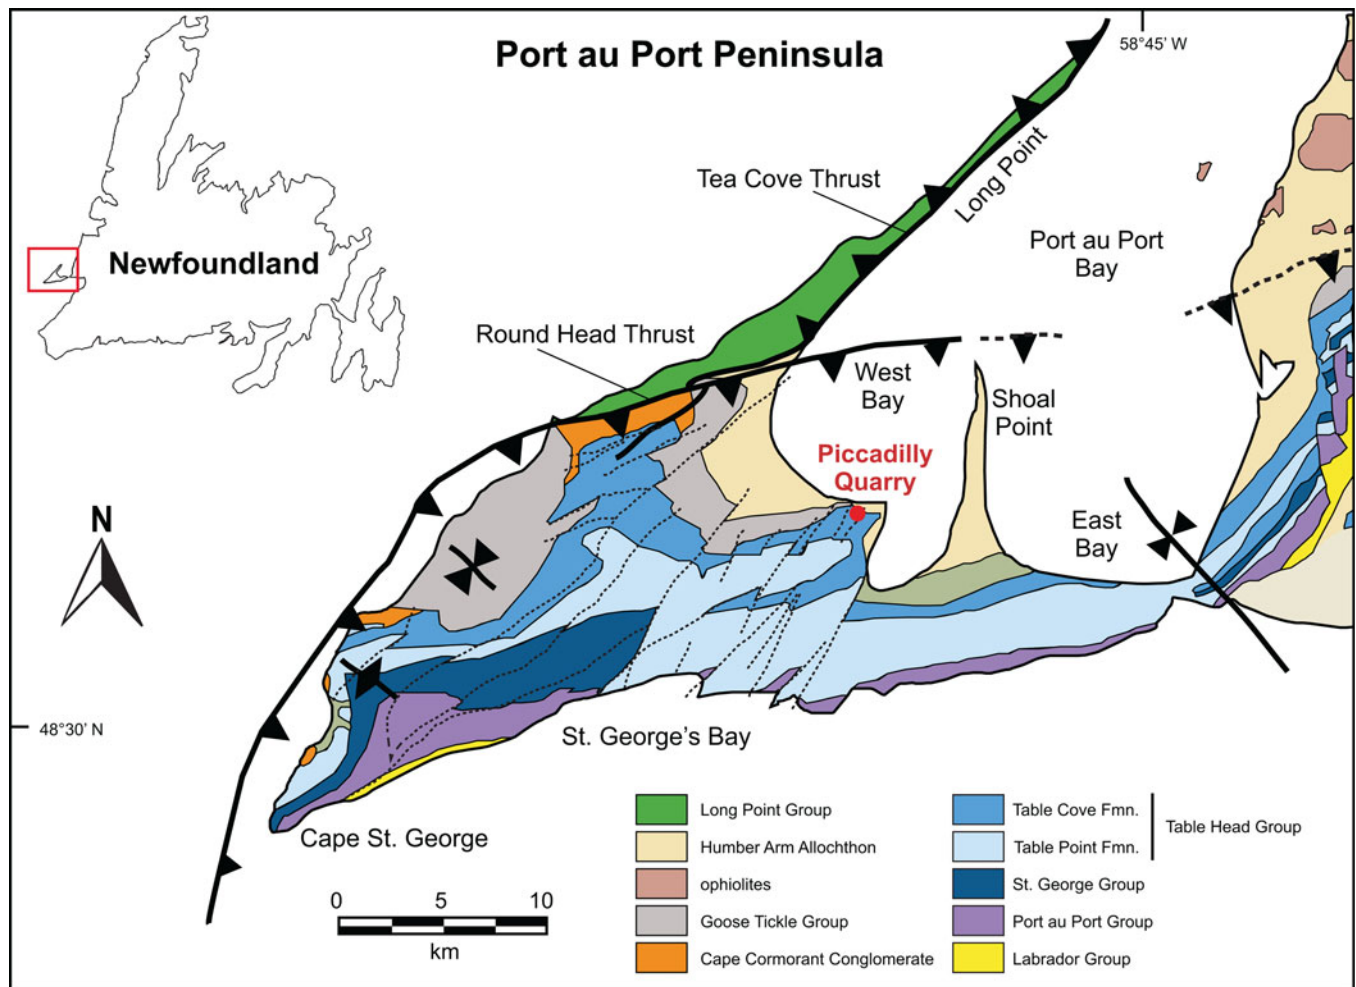 Port au Port Peninsula
58°45' W
Newfoundland
Tea Cove Thrust
Long Point
Port au Port
Bay
Round Head Thrust
West
Bay
Shoal
Point
Piccadilly
Quarry
East
Bay
N
48°30' N
St. George's Bay
Cape St. George
0 5 10
km
Long Point Group
Humber Arm Allochthon
ophiolites
Goose Tickle Group
Cape Cormorant Conglomerate
Table Cove Fmn.
Table Point Fmn.
Table Head Group
St. George Group
Port au Port Group
Labrador Group